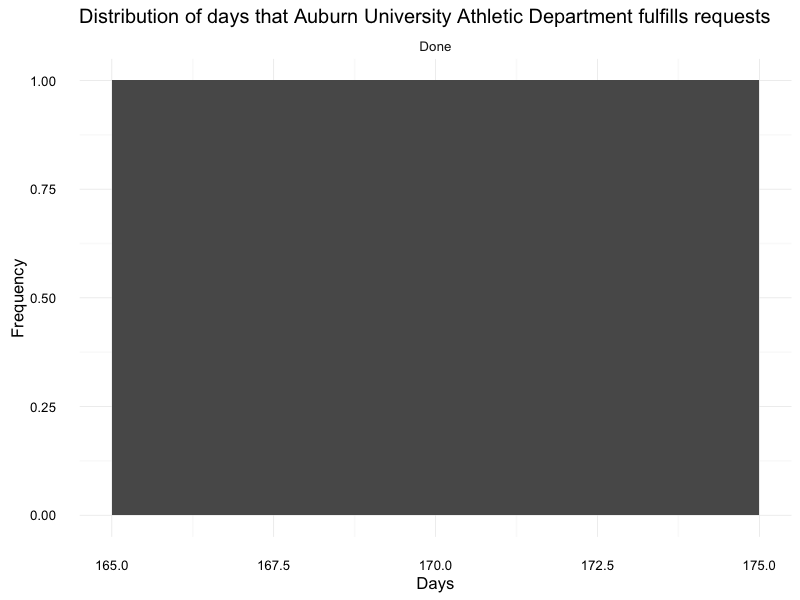 Distribution of days that Auburn University Athletic Department fulfills requests
Done
1.00
0.75
0.50
0.25
0.00
Frequency
165.0 167.5 170.0 172.5 175.0
Days